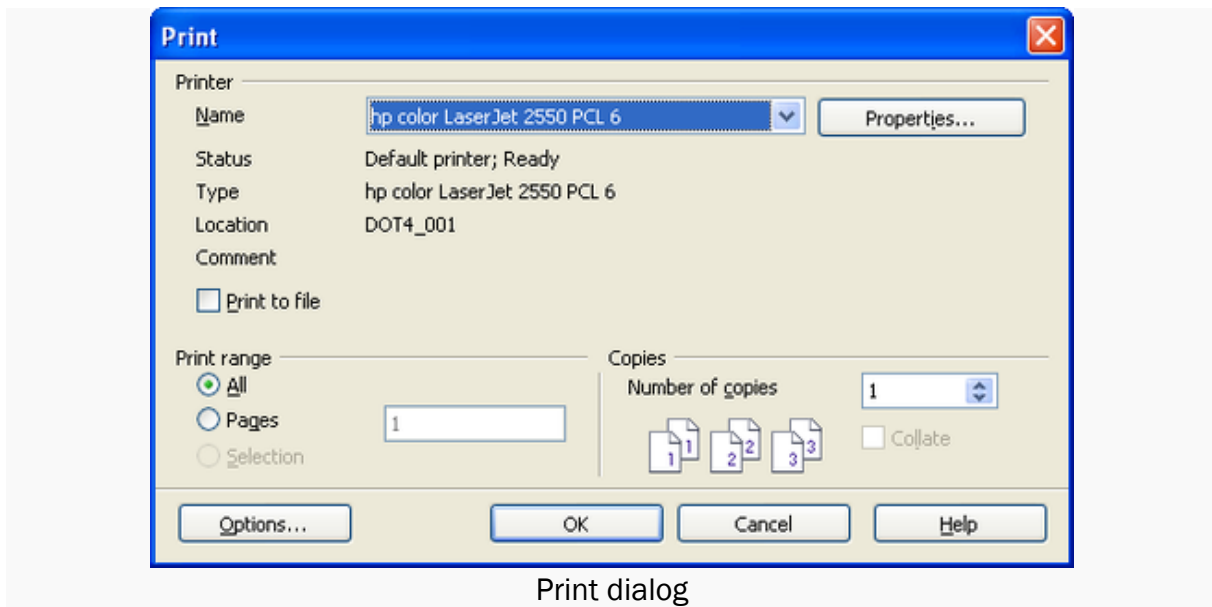 Print
Printer
Name hp color LaserJet 2550 PCL 6 Properties...
Status Default printer; Ready
Type hp color LaserJet 2550 PCL 6
Location DOT4_001
Comment
Print to file
Print range Copies
All Number of copies 1
Pages 1 Collate
1 1 2 2 3 3
Selection
Options... OK Cancel Help
Print dialog